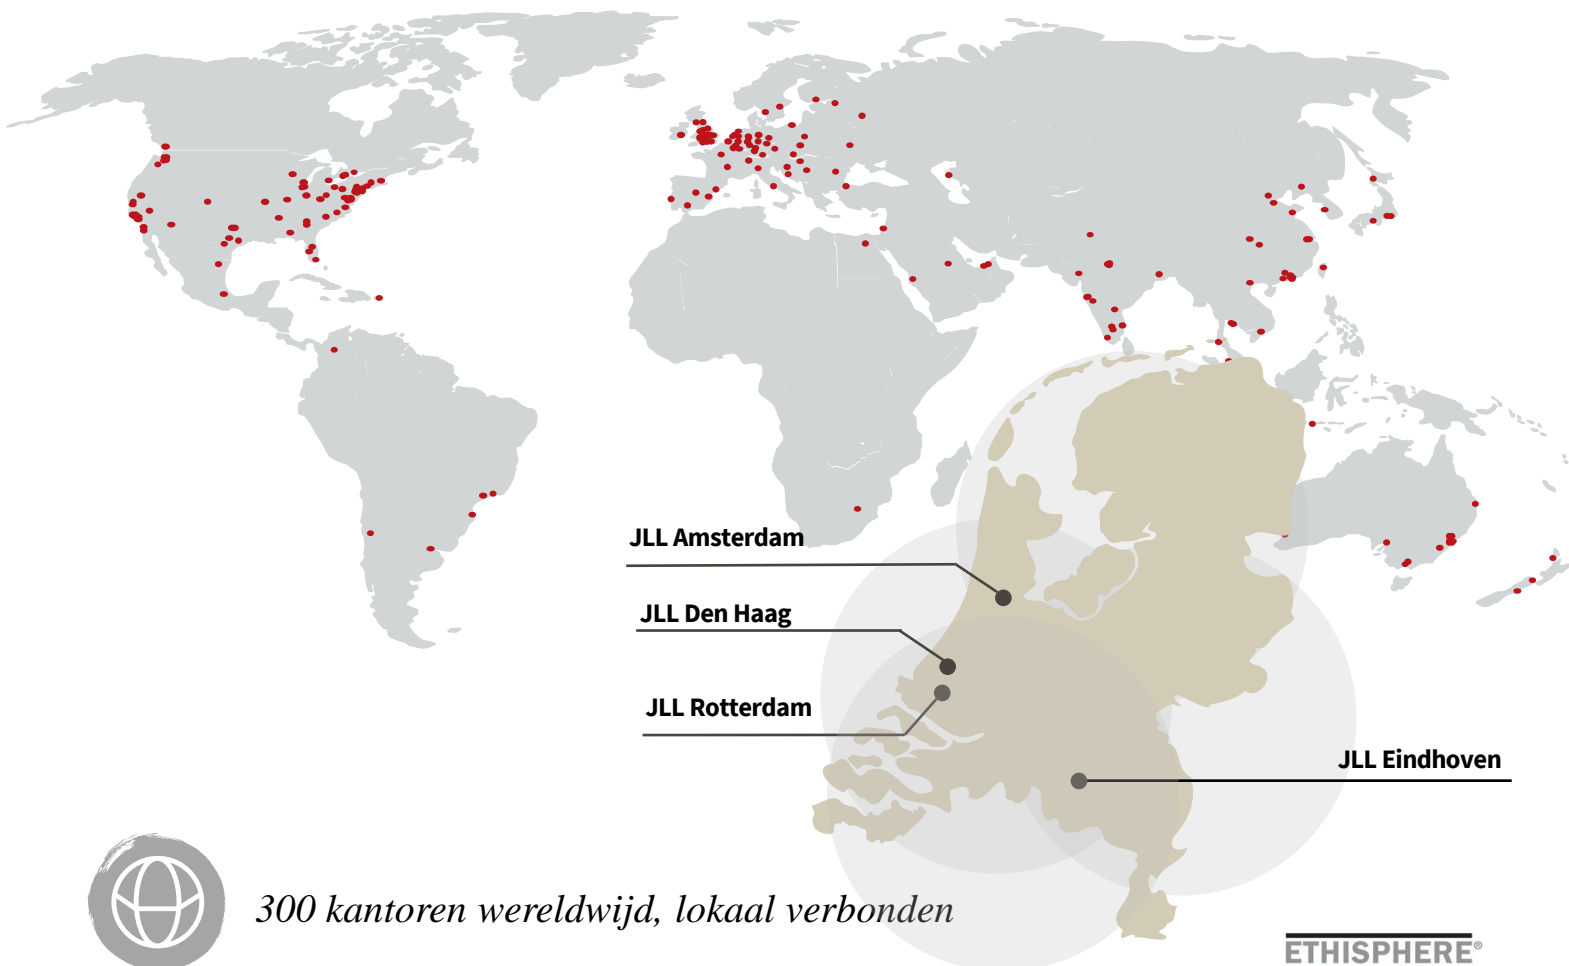 JLL Amsterdam
JLL Den Haag
JLL Rotterdam
JLL Eindhoven
300 kantoren wereldwijd, lokaal verbonden
ETHISPHERE®